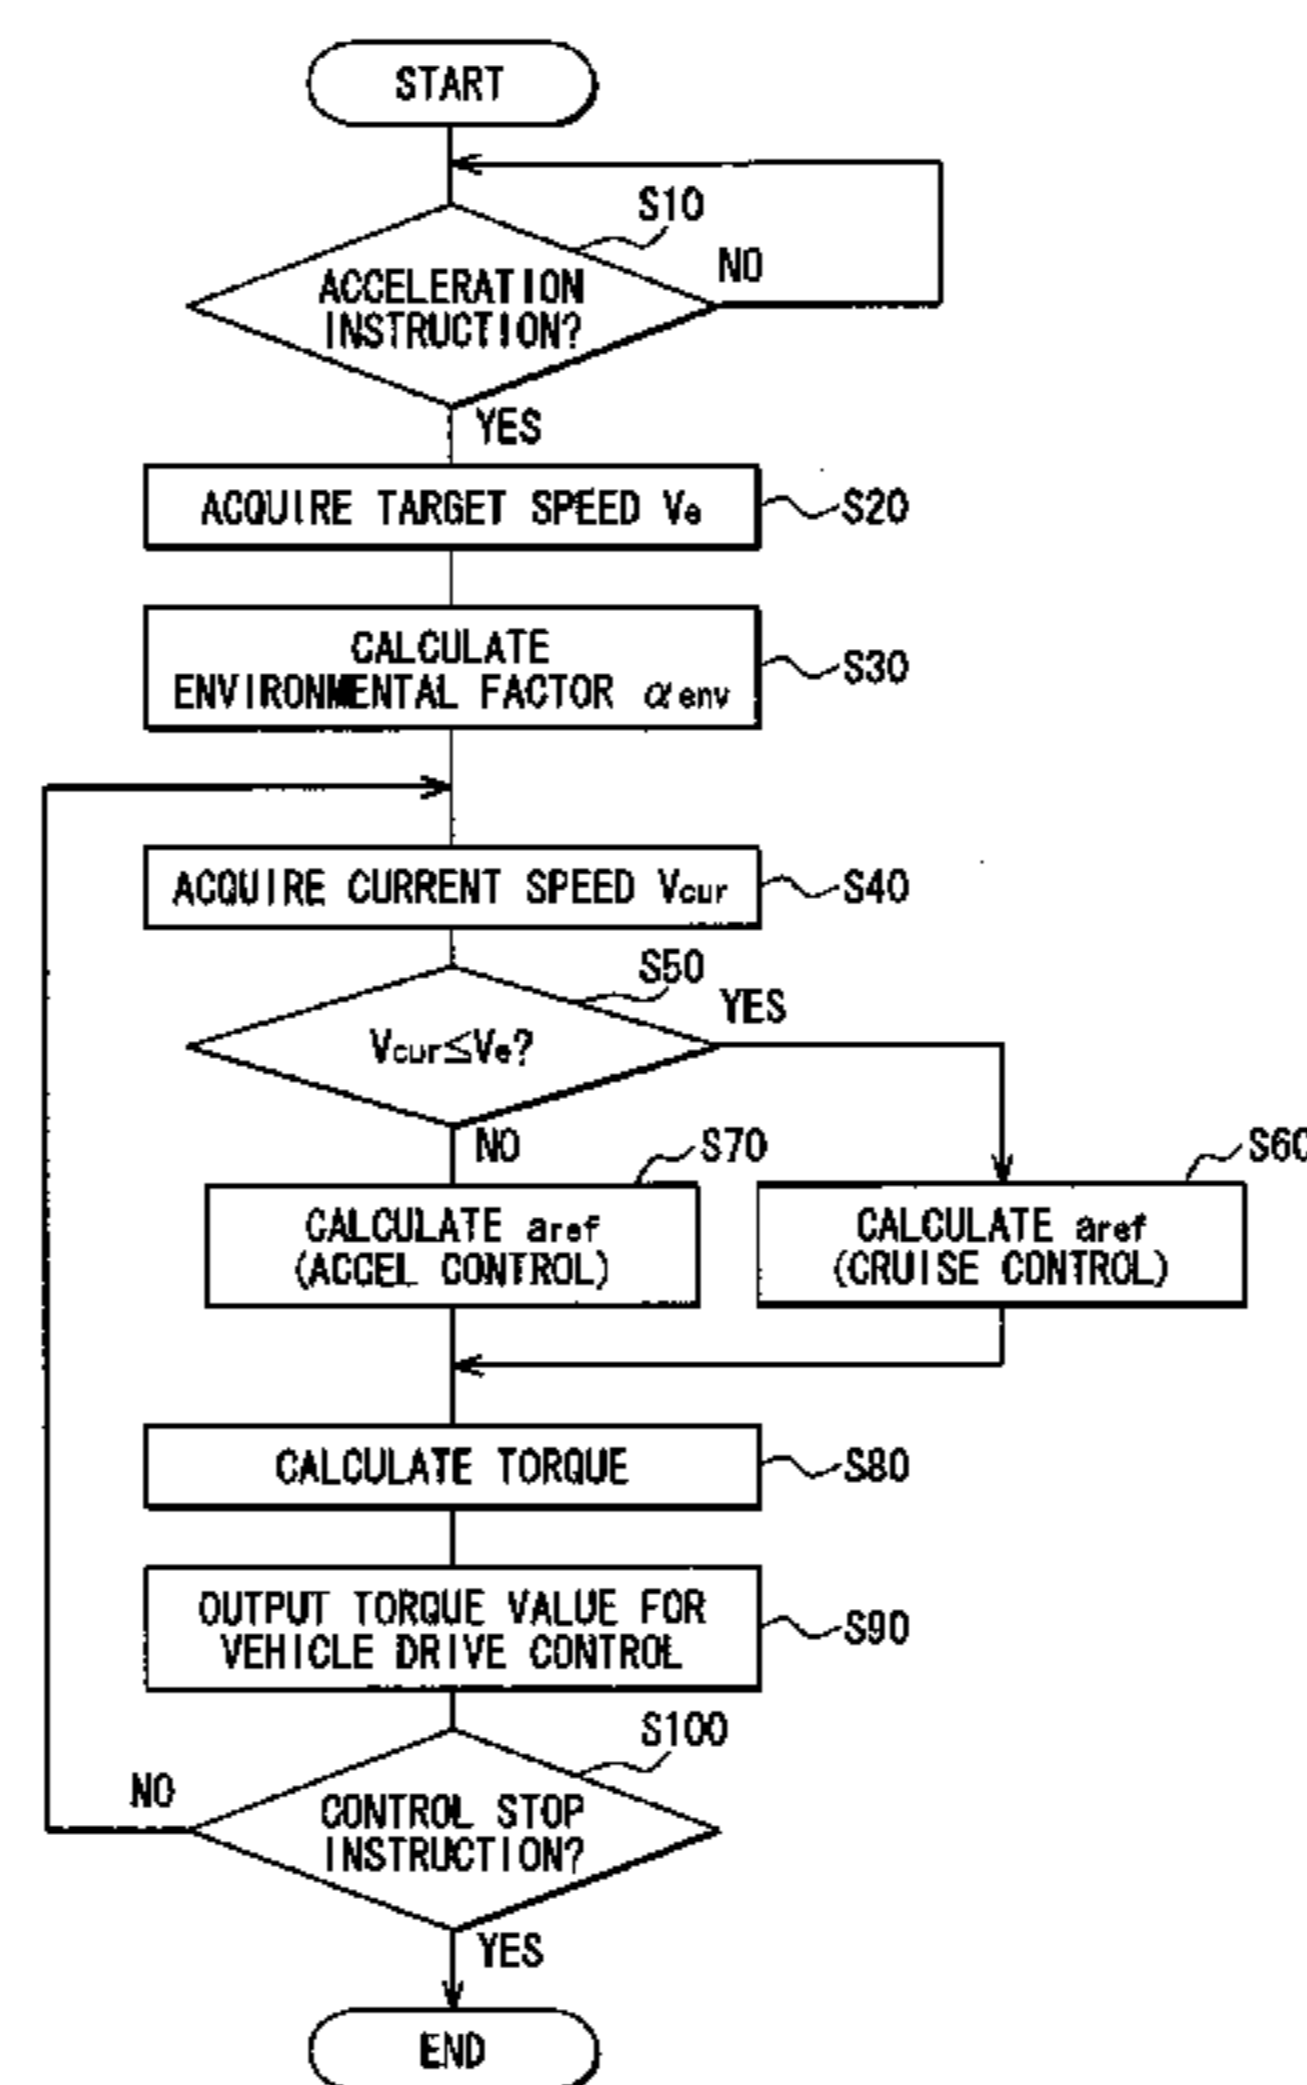 START
S10
NO
ACCELERATION
INSTRUCTION?
YES
ACQUIRE TARGET SPEED Ve
S20
CALCULATE
ENVIRONMENTAL FACTOR αenv
S30
ACQUIRE CURRENT SPEED Vcur
S40
S50
YES
Vcur≤Ve?
NO
S70
S60
CALCULATE aref
(ACCEL CONTROL)
CALCULATE aref
(CRUISE CONTROL)
CALCULATE TORQUE
S80
OUTPUT TORQUE VALUE FOR
VEHICLE DRIVE CONTROL
S90
S100
NO
CONTROL STOP
INSTRUCTION?
YES
END